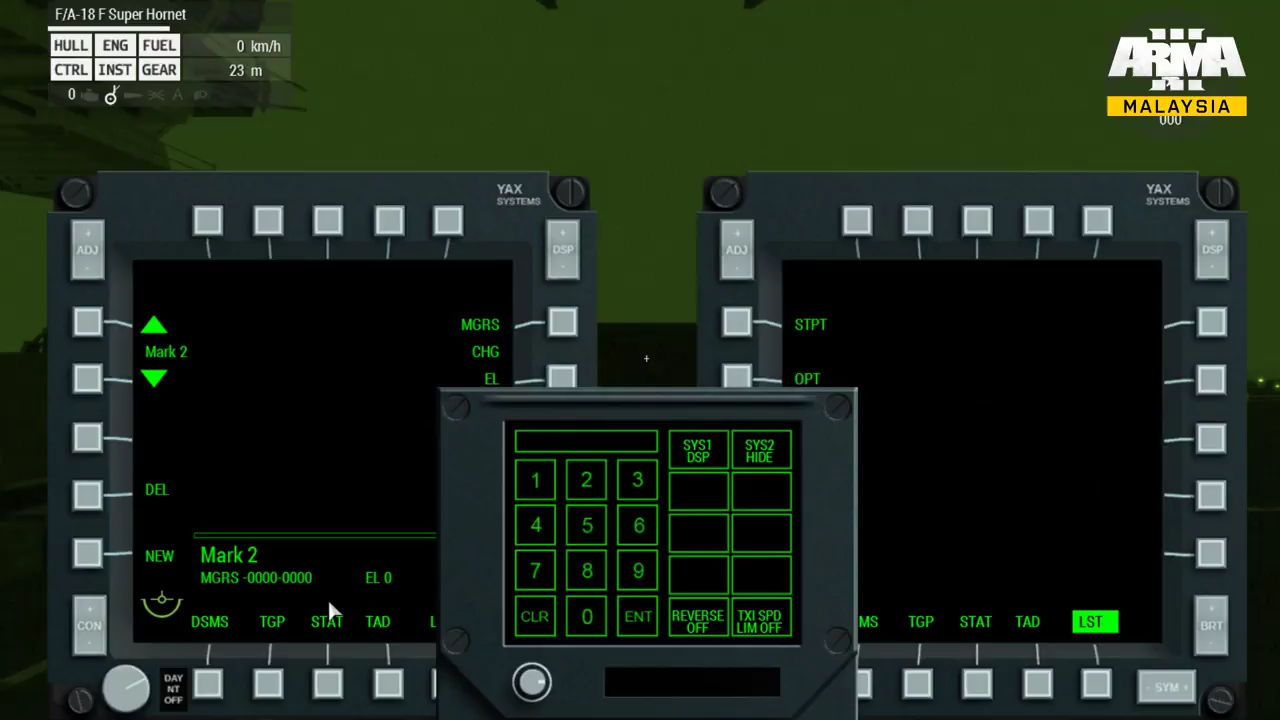 F/A-18 F Super Hornet
HULL ENG FUEL 0 km/h
CTRL INST GEAR 23 m
0 A
ARMA
III
MALAYSIA
000
YAX
SYSTEMS
+
ADJ
-
+
DSP
-
MGRS
Mark 2
CHG
EL
DEL
NEW
Mark 2
MGRS -0000-0000 EL 0
DSMS TGP STAT TAD L
+
CON
-
DAY
NT
OFF
SYS1
DSP
SYS2
HIDE
1 2 3
4 5 6
7 8 9
CLR 0 ENT
REVERSE
OFF
TXI SPD
LIM OFF
YAX
SYSTEMS
+
ADJ
-
+
DSP
-
STPT
OPT
MS TGP STAT TAD LST
+
BRT
-
- SYM +